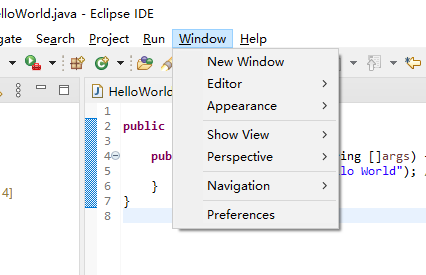 elloWorld.java - Eclipse IDE
gate Search Project Run Window Help
New Window
Editor
Appearance
Show View
Perspective
Navigation
Preferences
HelloWorld
4]
1
2 public
3
4 pub ing []args) {
5 lo World"); /
6 }
7 }
8